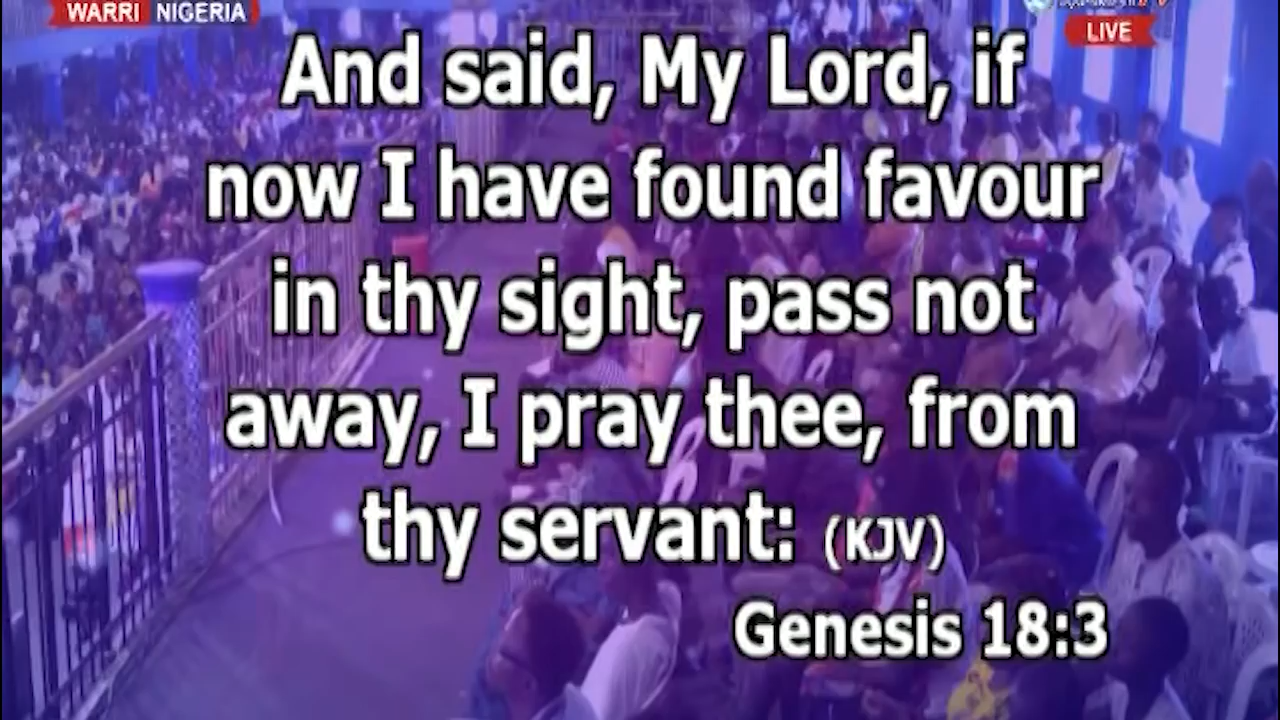 WARRI NIGERIA
LIVE
And said, My Lord, if
now I have found favour
in thy sight, pass not
away, I pray thee, from
thy servant: (KJV)
Genesis 18:3